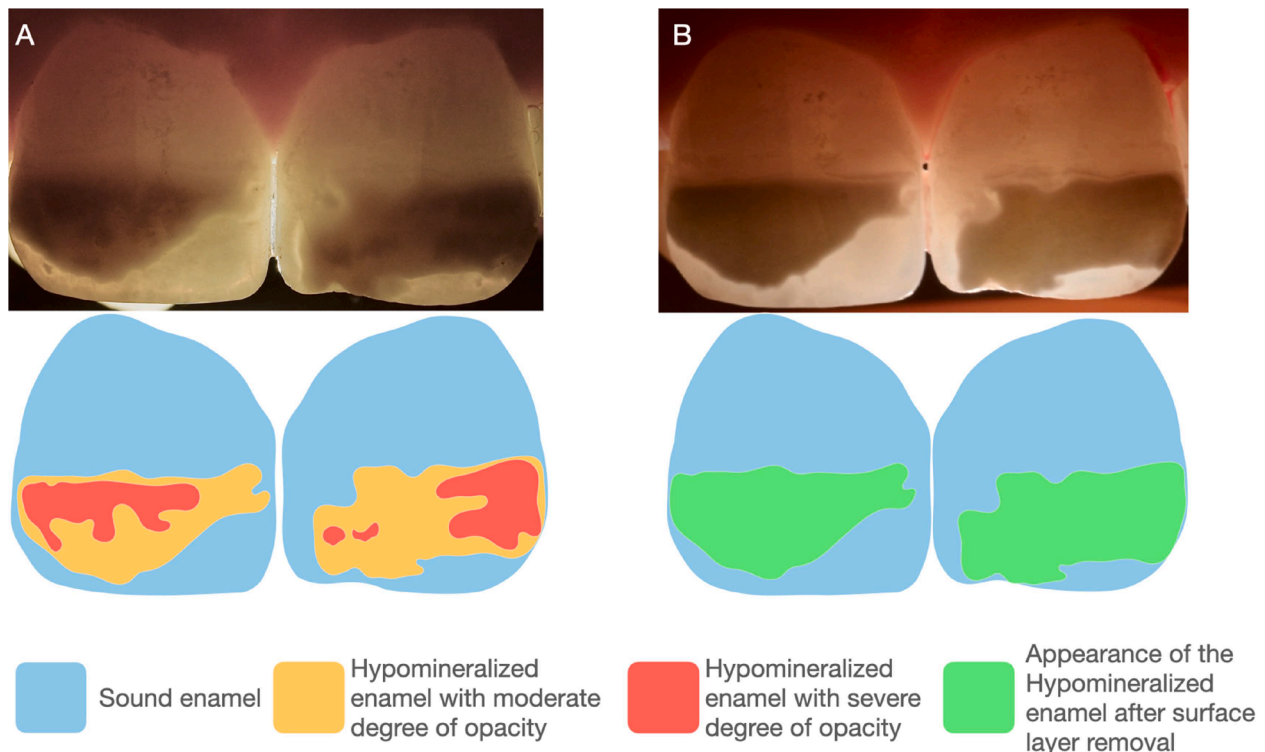 A
B
Sound enamel
Hypomineralized
enamel with moderate
degree of opacity
Hypomineralized
enamel with severe
degree of opacity
Appearance of the
Hypomineralized
enamel after surface
layer removal